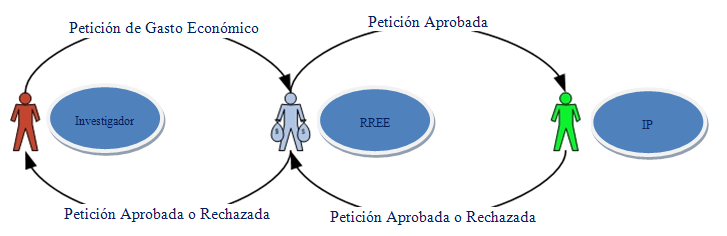 Petición de Gasto Económico
Petición Aprobada
Investigador
$ $
RREE
IP
Petición Aprobada o Rechazada
Petición Aprobada o Rechazada